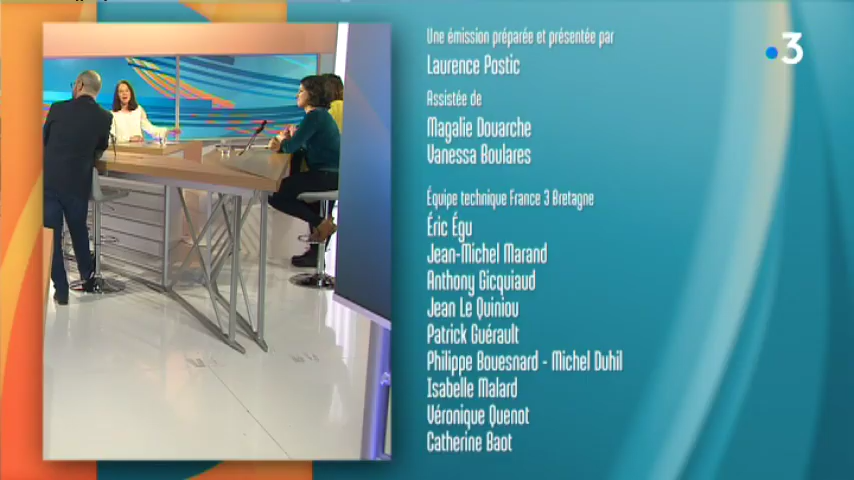 3
Une émission préparée et présentée par
Laurence Postic
Assistée de
Magalie Douarche
Vanessa Boulares
Équipe technique France 3 Bretagne
Éric Égu
Jean-Michel Marand
Anthony Gicquiaud
Jean Le Quiniou
Patrick Guérault
Philippe Bouesnard - Michel Duhil
Isabelle Malard
Véronique Quenot
Catherine Baot